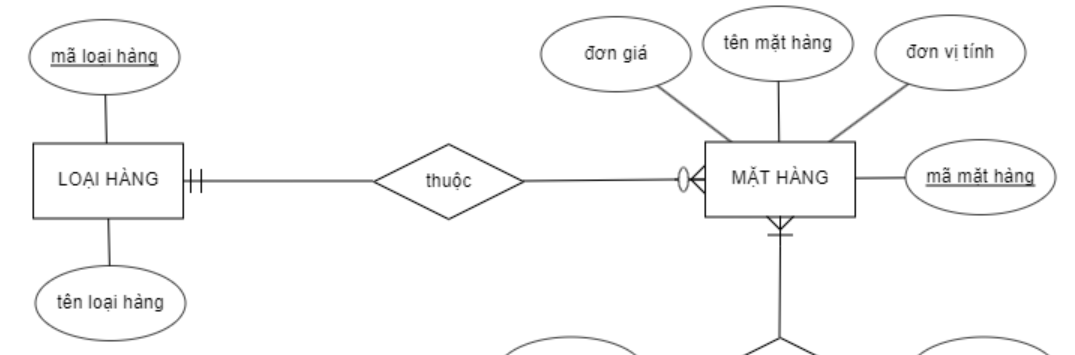 mã loại hàng
đơn giá
tên mặt hàng
đơn vị tính
LOẠI HÀNG
thuộc
MẶT HÀNG
mã mặt hàng
tên loại hàng